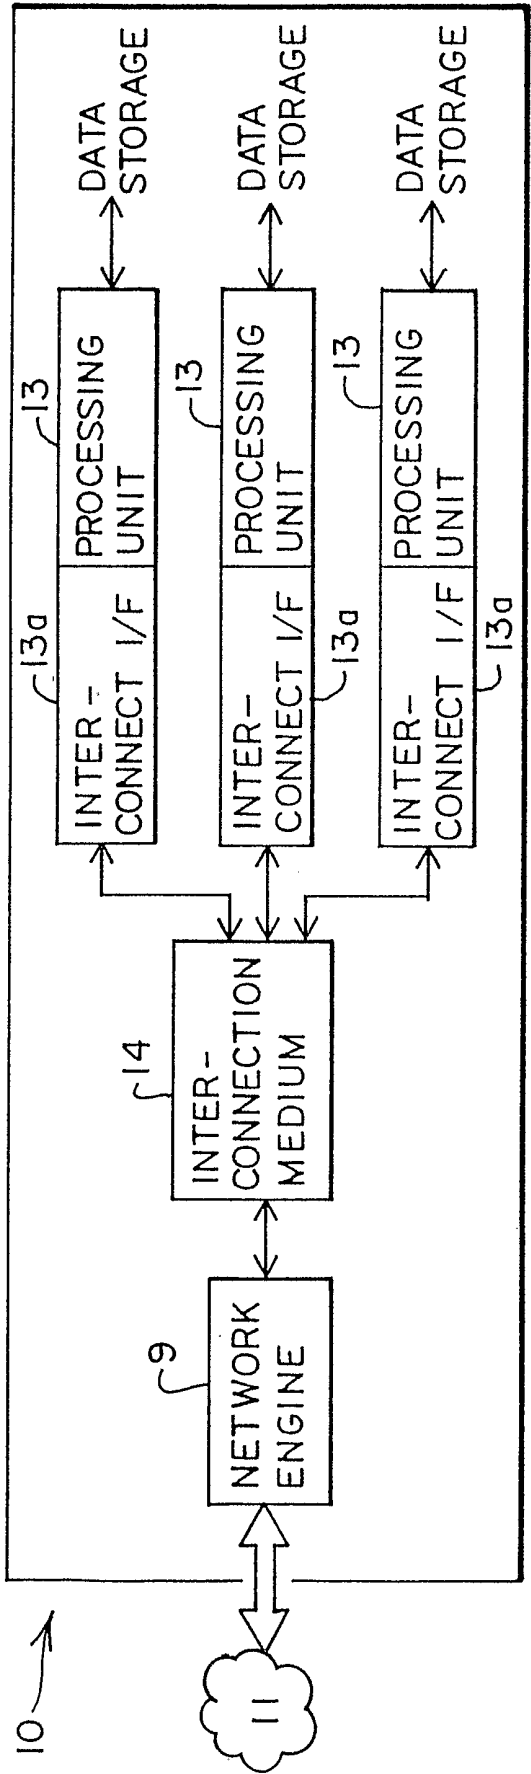 10
11
9
NETWORK
ENGINE
14
INTER-
CONNECTION
MEDIUM
13a
13
INTER-
CONNECT I/F
PROCESSING
UNIT
DATA
STORAGE
13
INTER-
CONNECT I/F
13a
PROCESSING
UNIT
DATA
STORAGE
13
INTER-
CONNECT I/F
13a
PROCESSING
UNIT
DATA
STORAGE